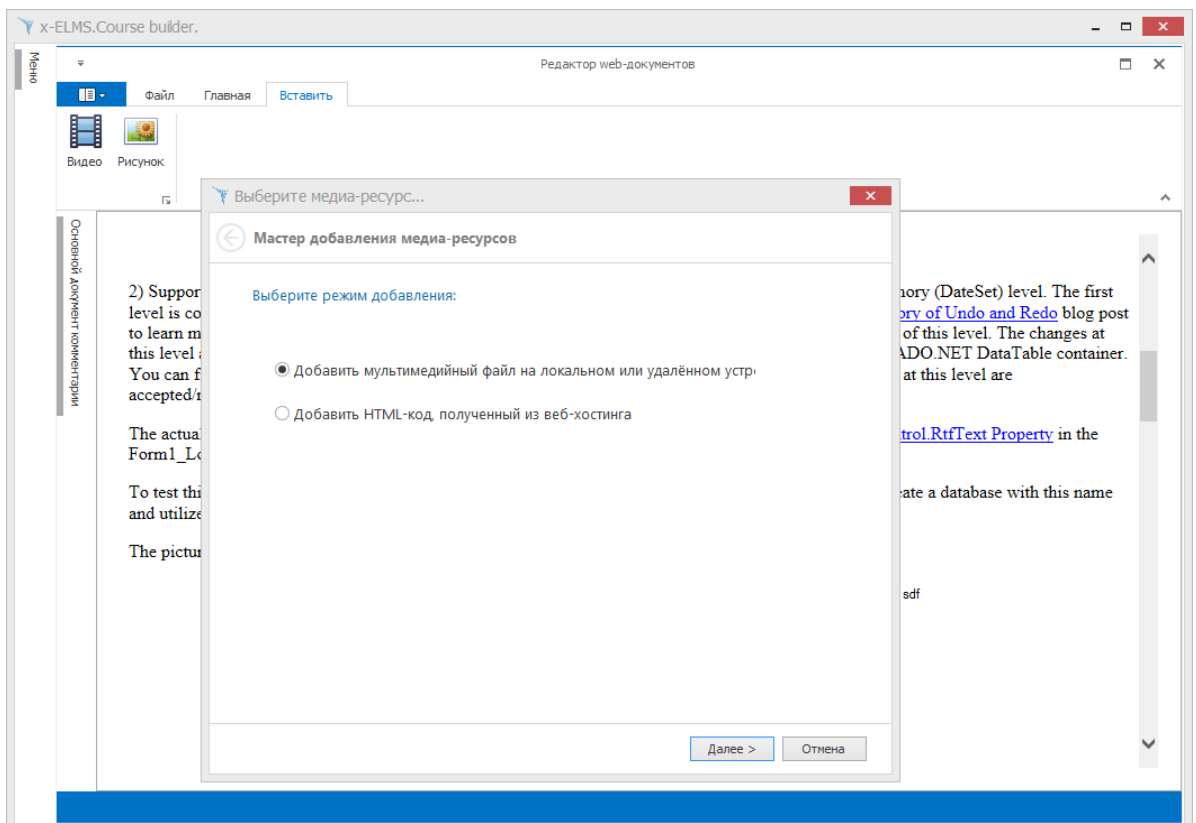 x-ELMS.Course builder.
Меню
Редактор web-документов
Файл Главная Вставить
Видео Рисунок
Выберите медиа-ресурс...
Мастер добавления медиа-ресурсов
Выберите режим добавления:
Добавить мультимедийный файл на локальном или удалённом устро
Добавить HTML-код, полученный из веб-хостинга
Далее > Отмена
Основной документ комментарии
2) Suppor nory (DateSet) level. The first
level is co ory of Undo and Redo blog post
to learn m of this level. The changes at
this level a ADO.NET DataTable container.
You can f at this level are
accepted/r
The actua trol.RtfText Property in the
Form1_Lo
To test thi eate a database with this name
and utilize
The pictur
sdf